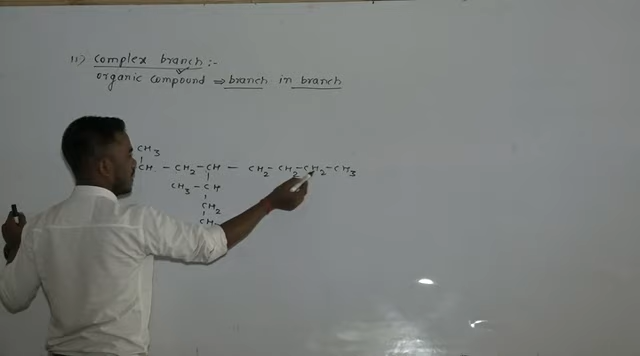 ii) complex branch :-
organic compound ⇒ branch in branch
CH3
CH - CH2 - CH - CH2 - CH2 - CH2 - CH3
CH3 - CH
CH2
CH